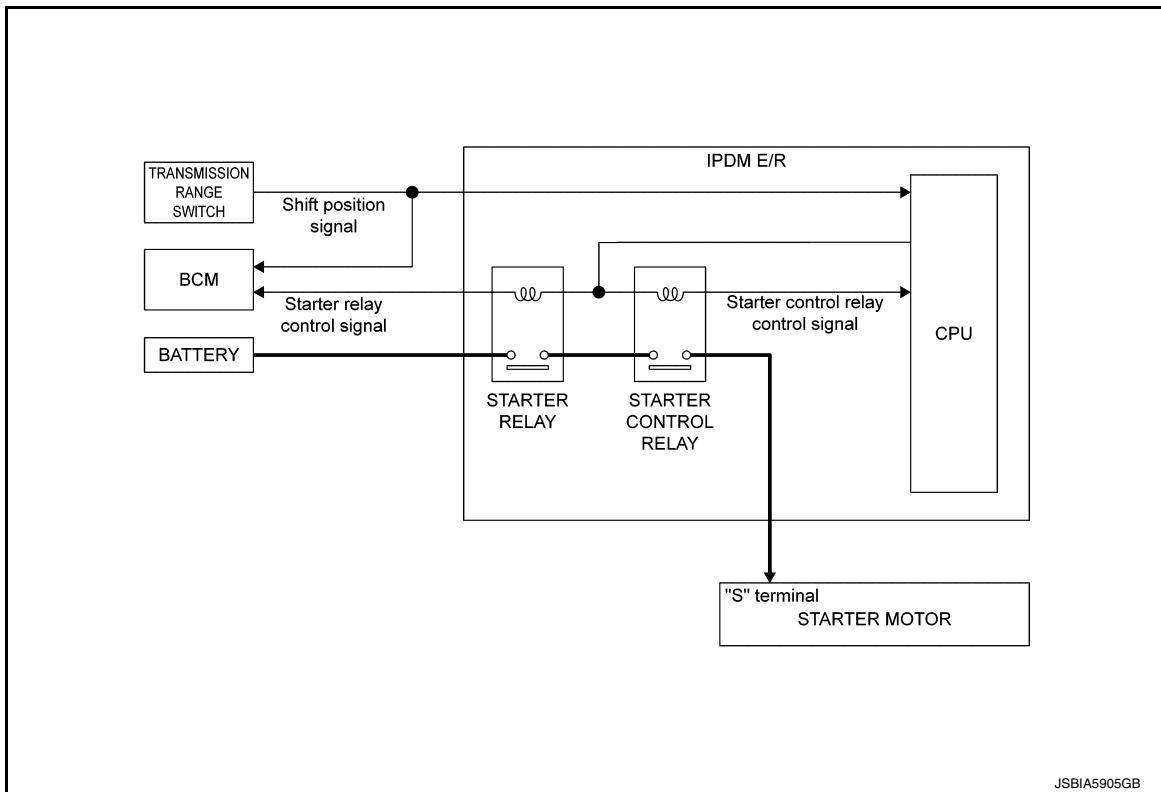 IPDM E/R
TRANSMISSION
RANGE
SWITCH
Shift position
signal
BCM
Starter relay
control signal
Starter control relay
control signal
CPU
BATTERY
STARTER
RELAY
STARTER
CONTROL
RELAY
"S" terminal
STARTER MOTOR
JSBIA5905GB